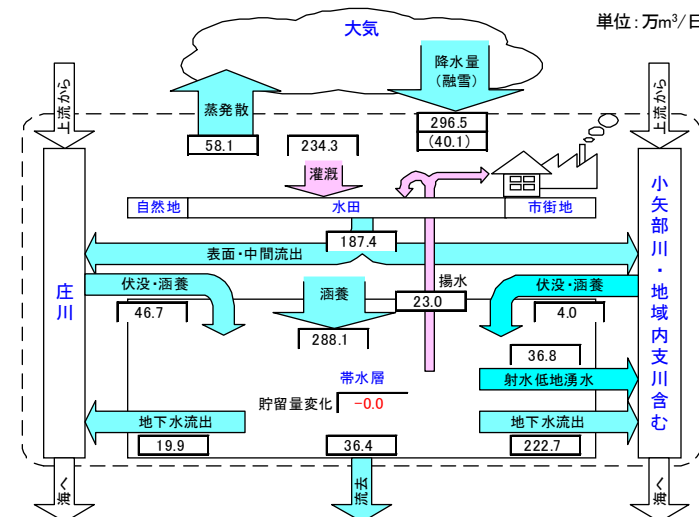 単位:万m³/日
大気
降水量
(融雪)
蒸発散
上流から
上流から
58.1
234.3
296.5
(40.1)
灌漑
自然地
水田
市街地
187.4
表面・中間流出
庄川
小矢部川・地域内支川含む
伏没・涵養
涵養
揚水
伏没・涵養
46.7
23.0
4.0
288.1
36.8
帯水層
射水低地湧水
貯留量変化
-0.0
地下水流出
地下水流出
19.9
36.4
222.7
海へ
流去
海へ